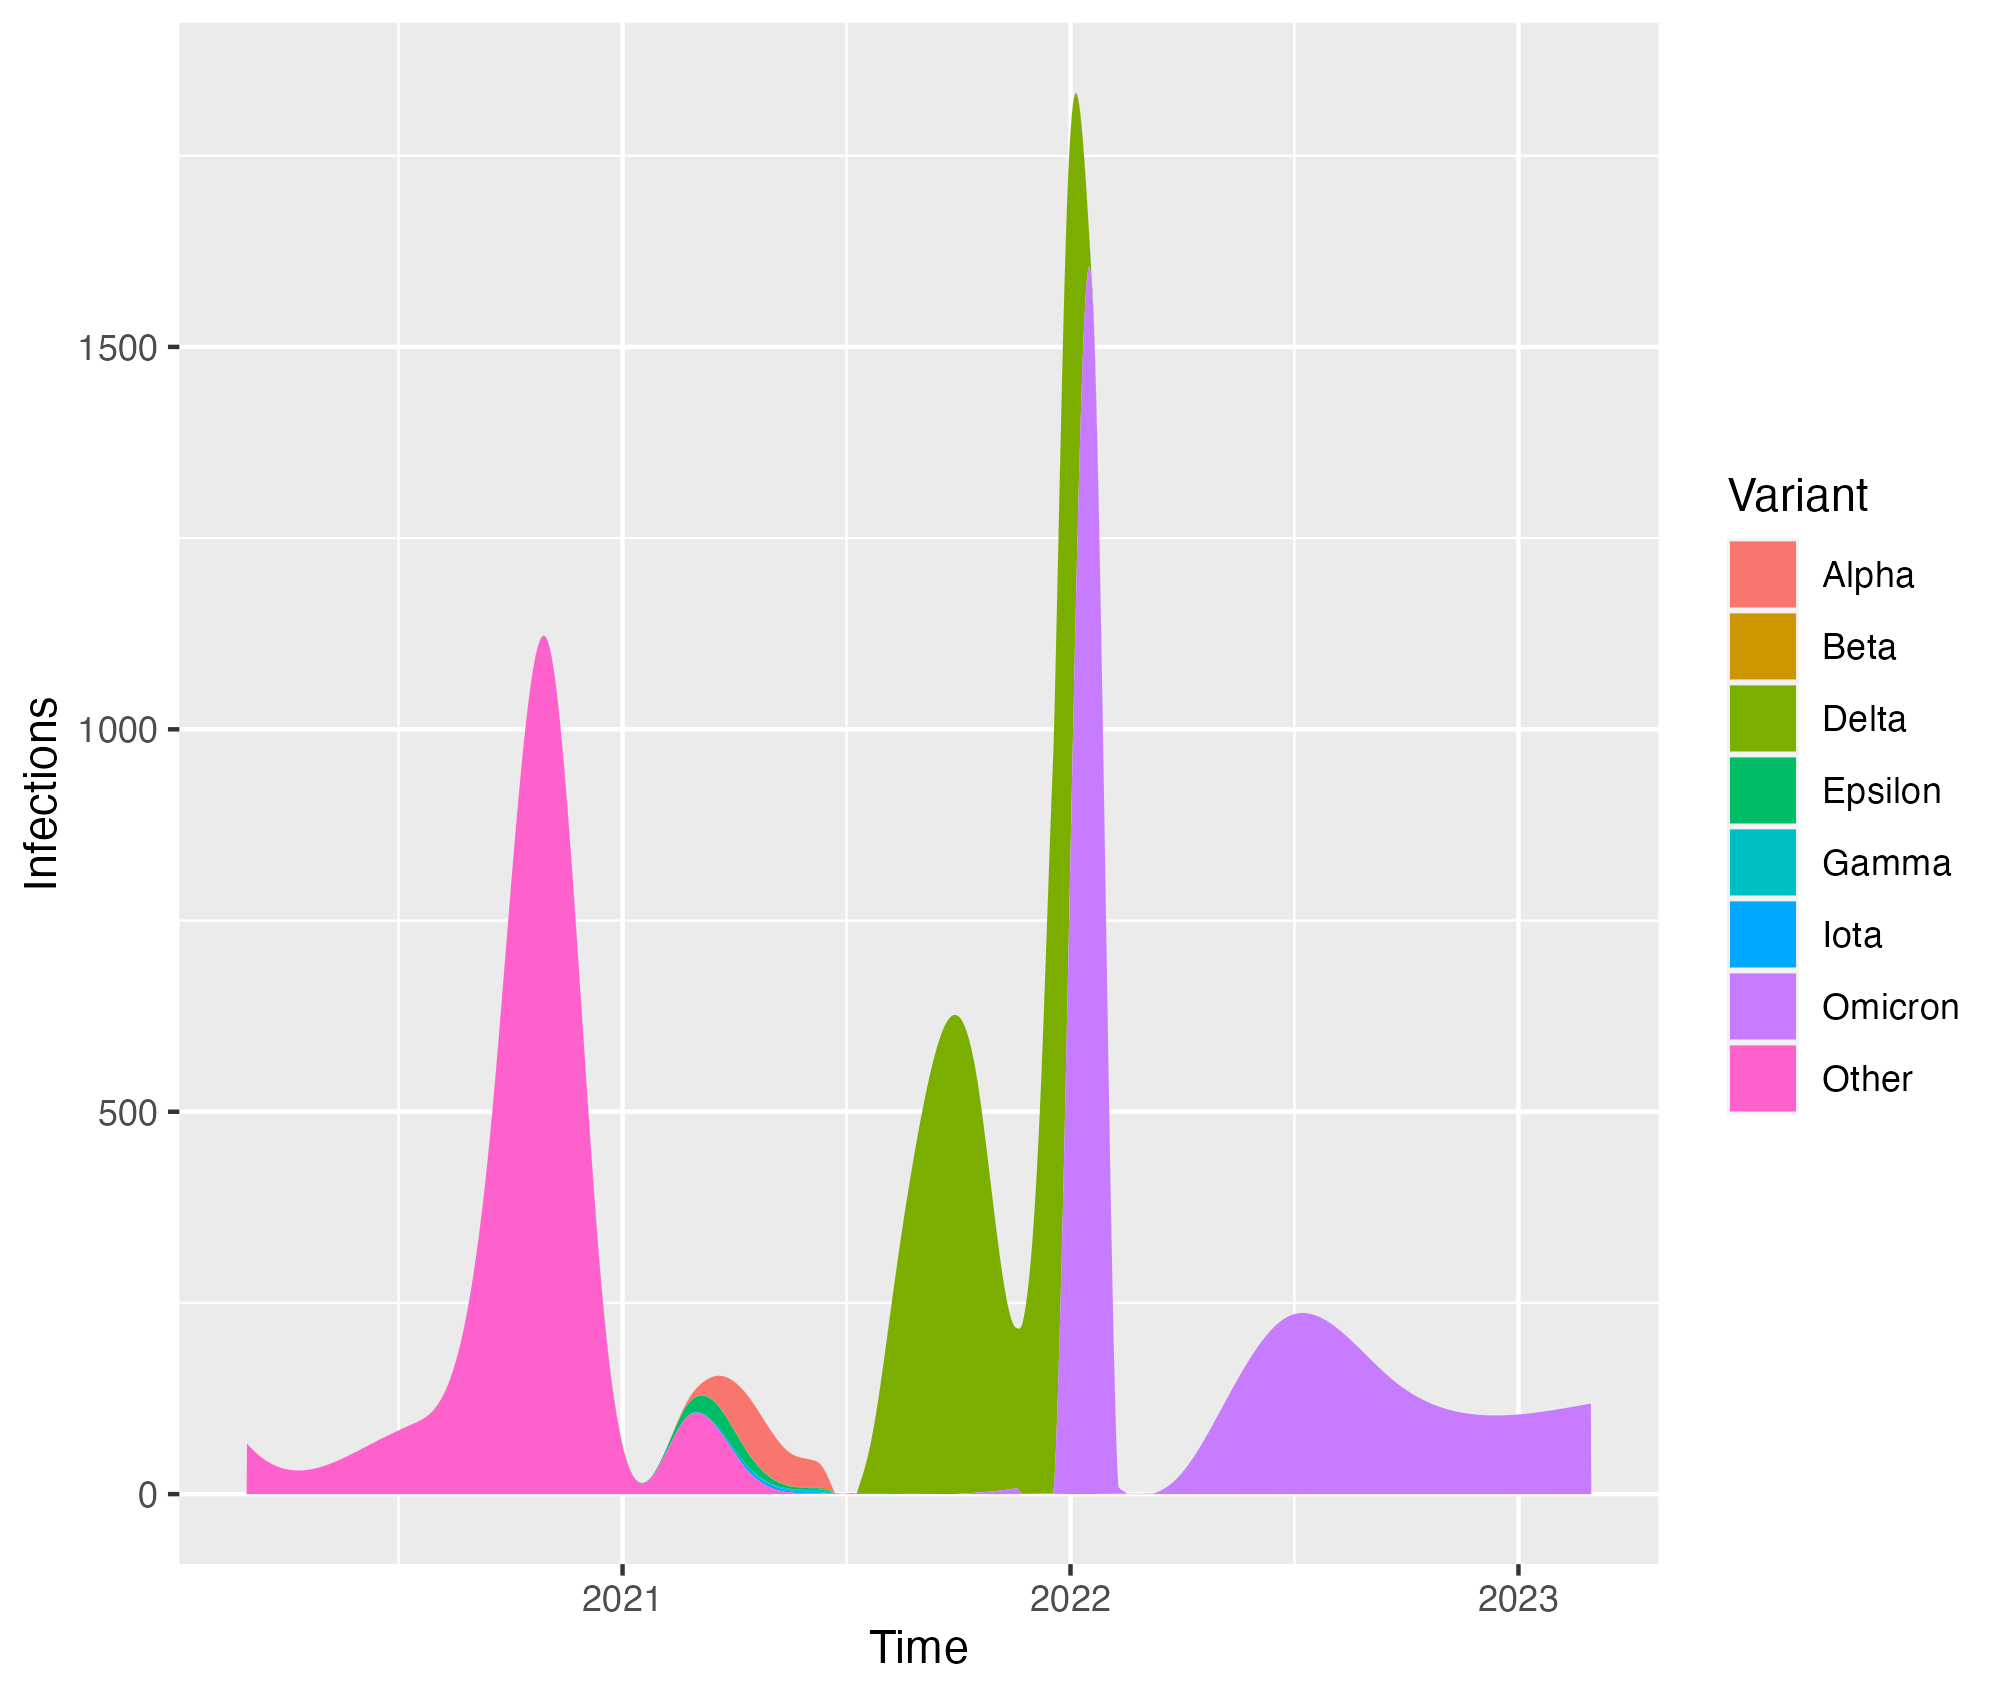 1500
1000
500
0
Infections
2021
2022
2023
Time
Variant
Alpha
Beta
Delta
Epsilon
Gamma
Iota
Omicron
Other